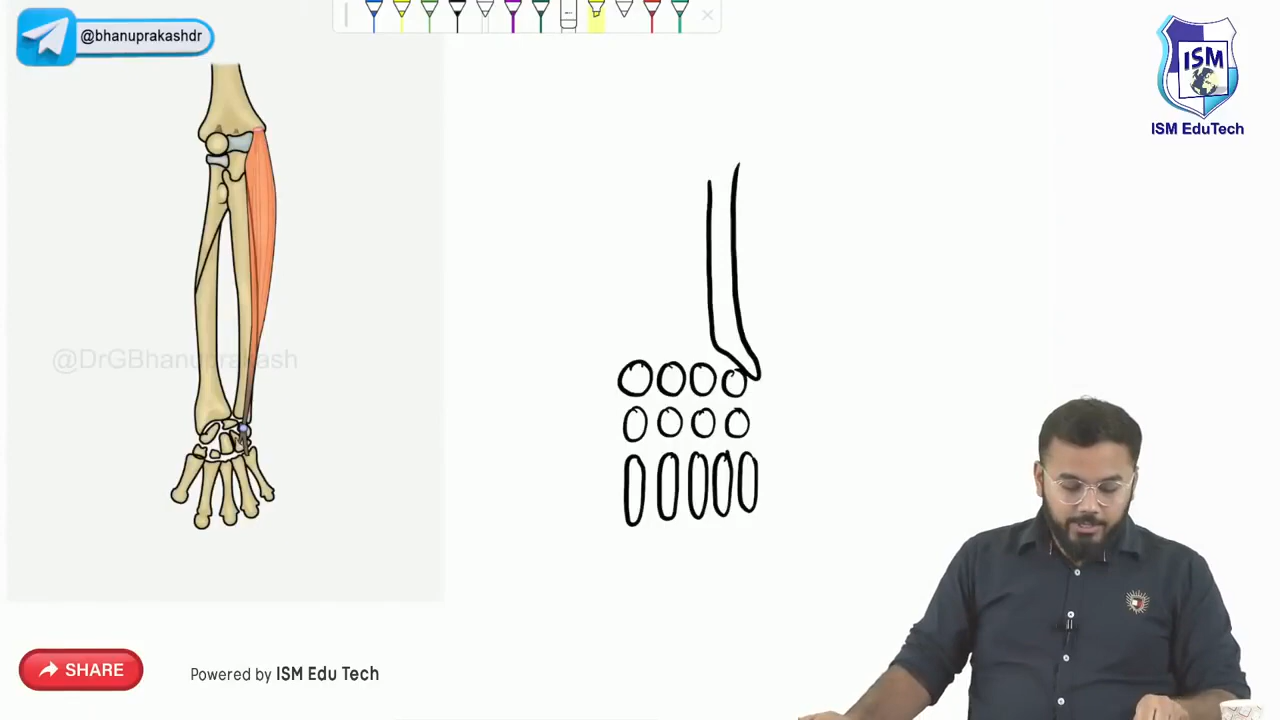 @bhanuprakashdr
ISM
ISM EduTech
@DrGBhanuprakash
SHARE
Powered by ISM Edu Tech